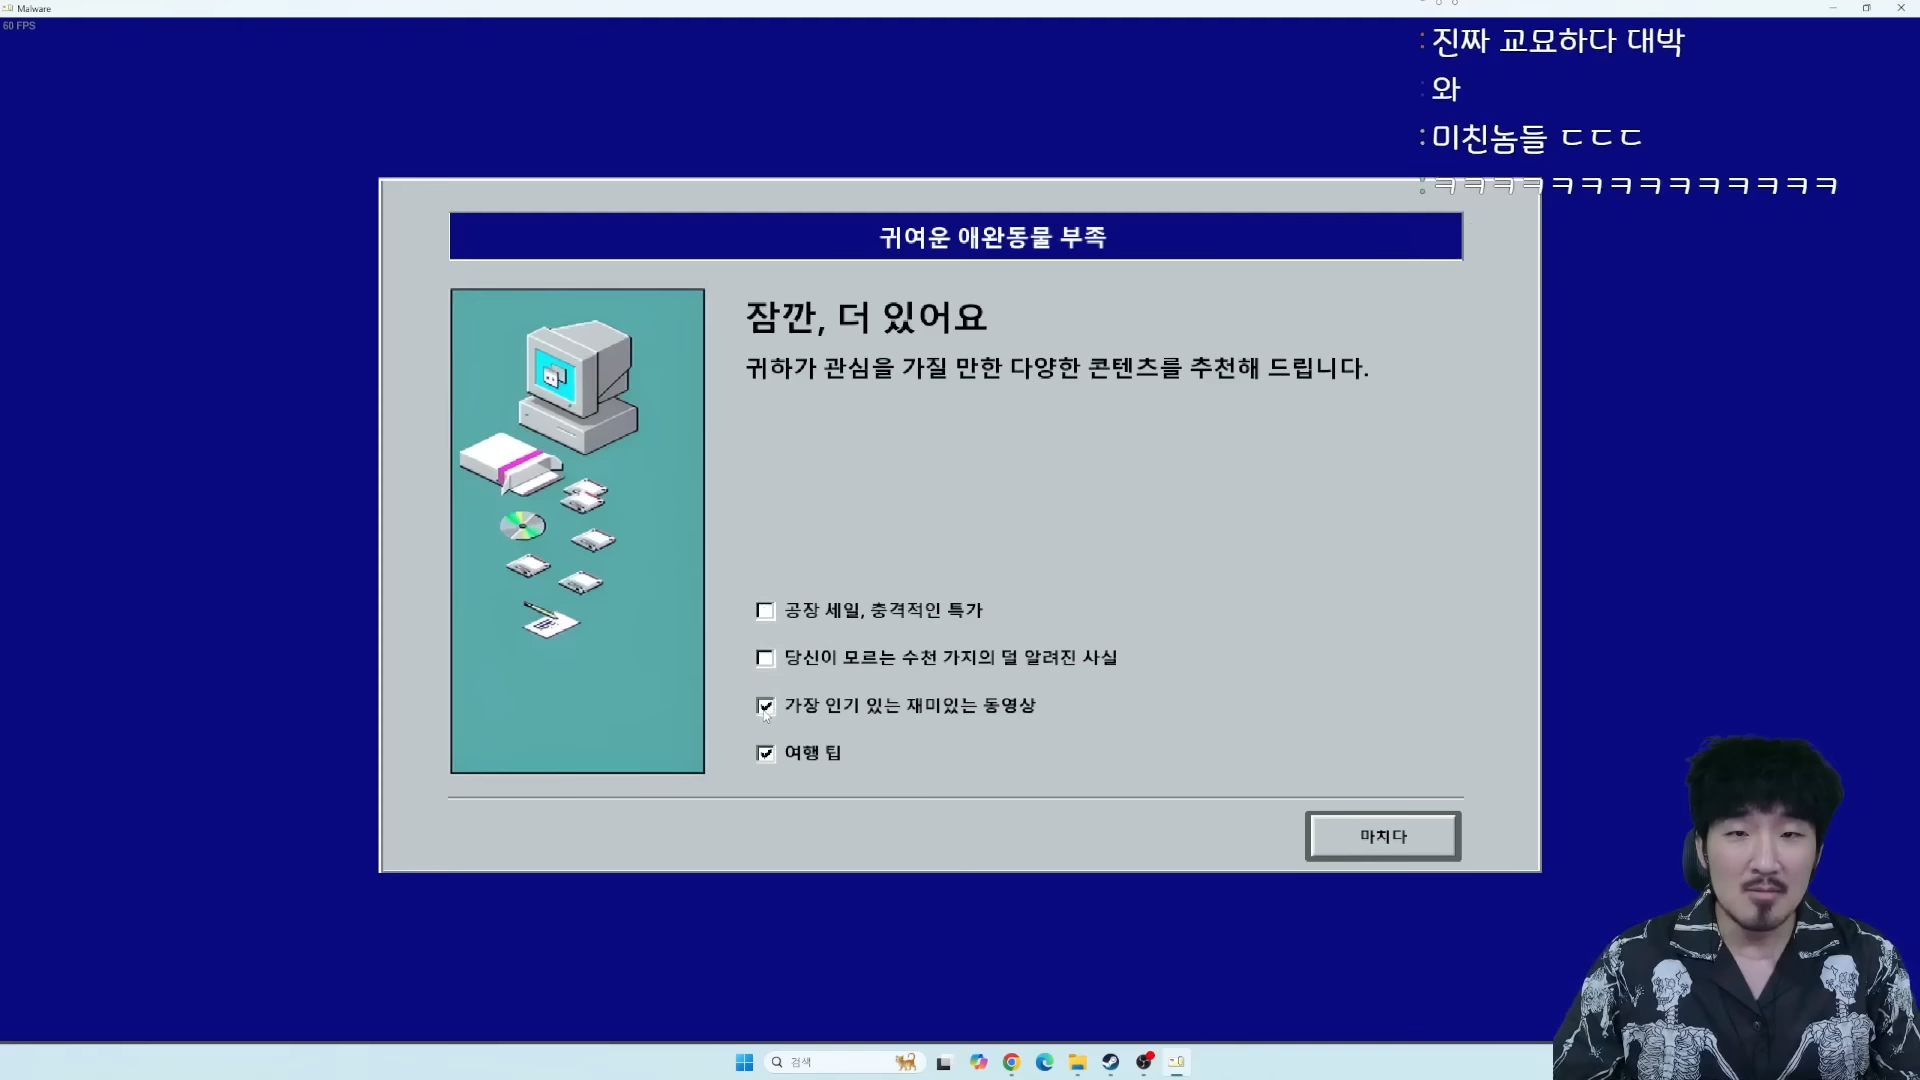 Malware
60 FPS
: 진짜 교묘하다 대박
: 와
: 미친놈들 ㄷㄷㄷ
: ㅋㅋㅋㅋㅋㅋㅋㅋㅋㅋㅋㅋㅋㅋ
귀여운 애완동물 부족
잠깐, 더 있어요
귀하가 관심을 가질 만한 다양한 콘텐츠를 추천해 드립니다.
공장 세일, 충격적인 특가
당신이 모르는 수천 가지의 덜 알려진 사실
가장 인기 있는 재미있는 동영상
여행 팁
마치다
검색